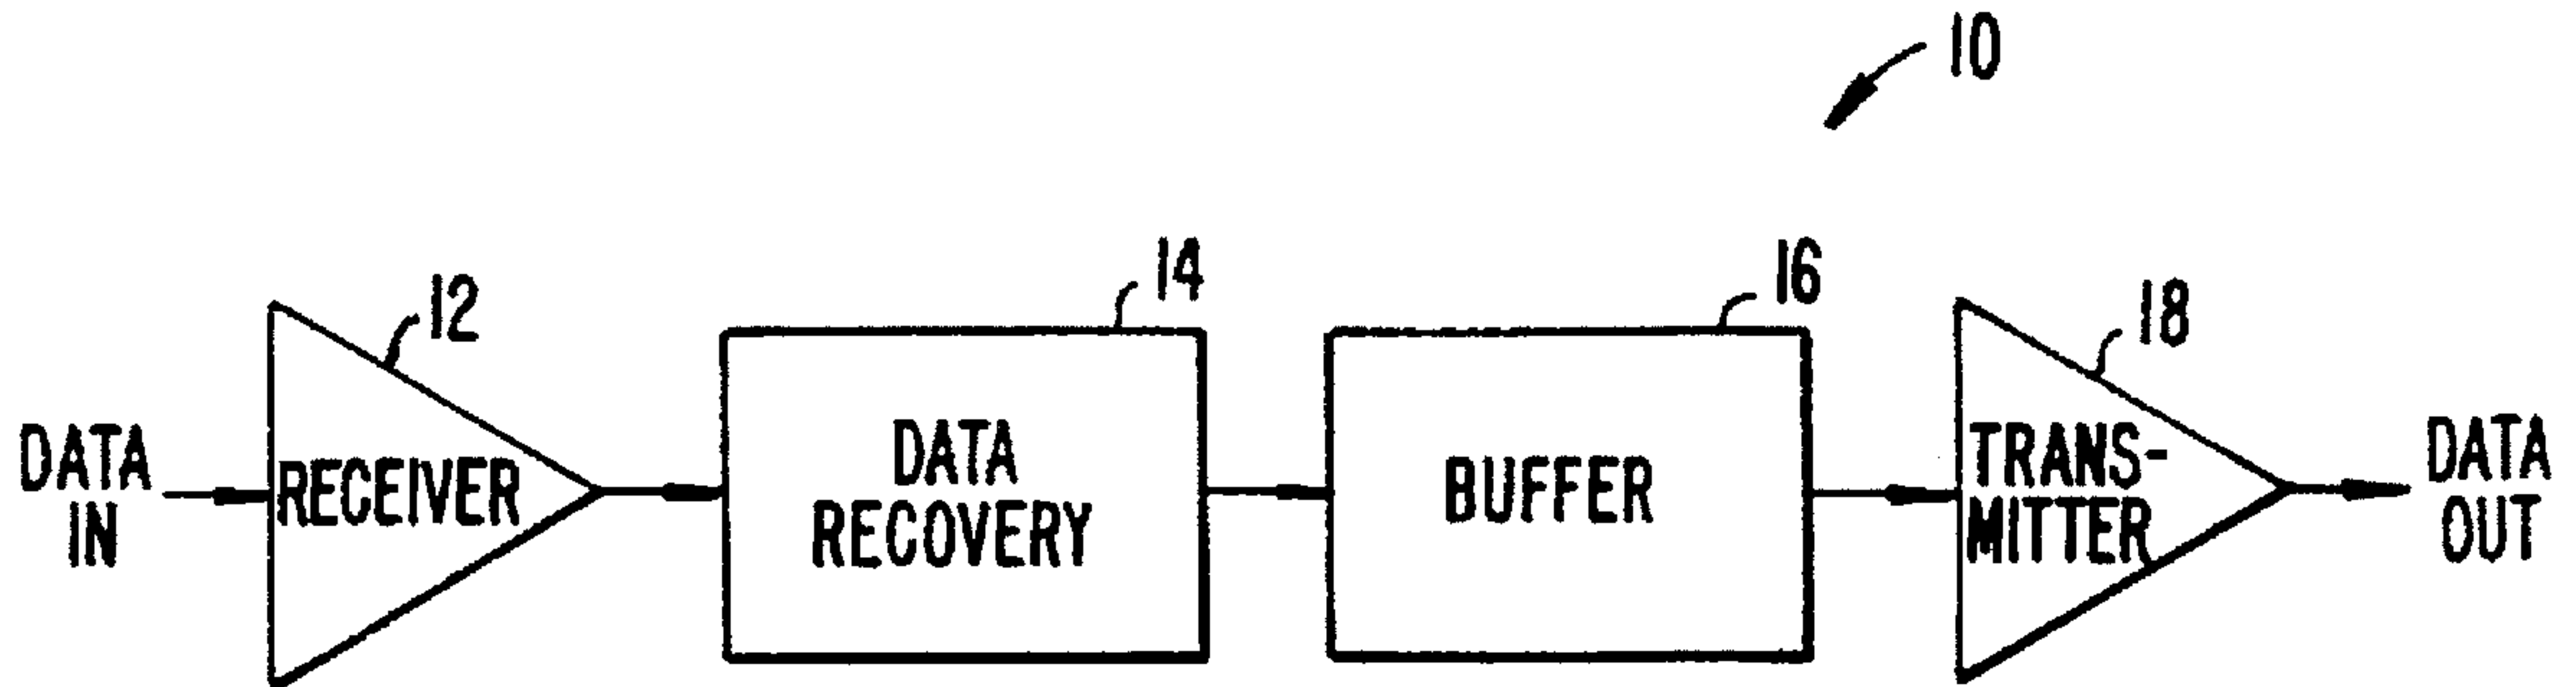 10
12
14
16
18
DATA
IN
RECEIVER
DATA
RECOVERY
BUFFER
TRANS-
MITTER
DATA
OUT